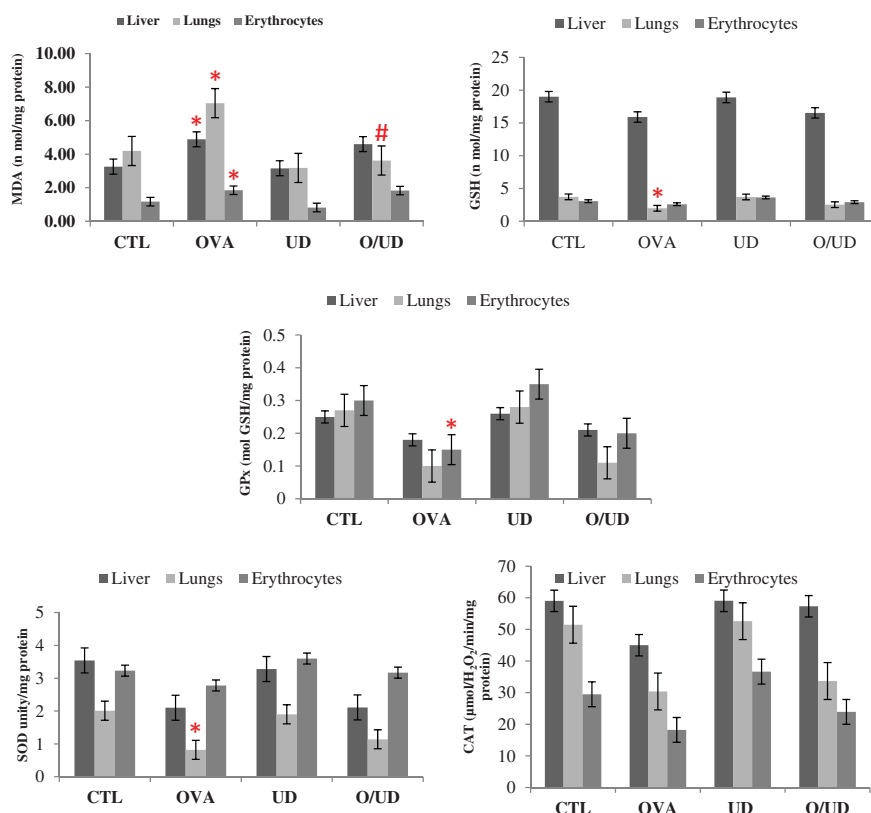 Liver Lungs Erythrocytes
MDA (n mol/mg protein)
10.00
8.00
6.00
4.00
2.00
0.00
* * *
#
CTL OVA UD O/UD
Liver Lungs Erythrocytes
GSH (n mol/mg protein)
25
20
15
10
5
0
*
CTL OVA UD O/UD
Liver Lungs Erythrocytes
GPx (mol GSH/mg protein)
0.5
0.4
0.3
0.2
0.1
0
*
CTL OVA UD O/UD
Liver Lungs Erythrocytes
SOD unity/mg protein
5
4
3
2
1
0
*
CTL OVA UD O/UD
Liver Lungs Erythrocytes
CAT (µmol/H₂O₂/min/mg
protein)
70
60
50
40
30
20
10
0
CTL OVA UD O/UD